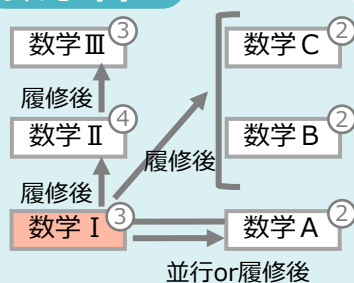 数学Ⅲ ③
数学C ②
履修後
数学Ⅱ ④
数学B ②
履修後
履修後
数学Ⅰ ③
数学A ②
並行or履修後